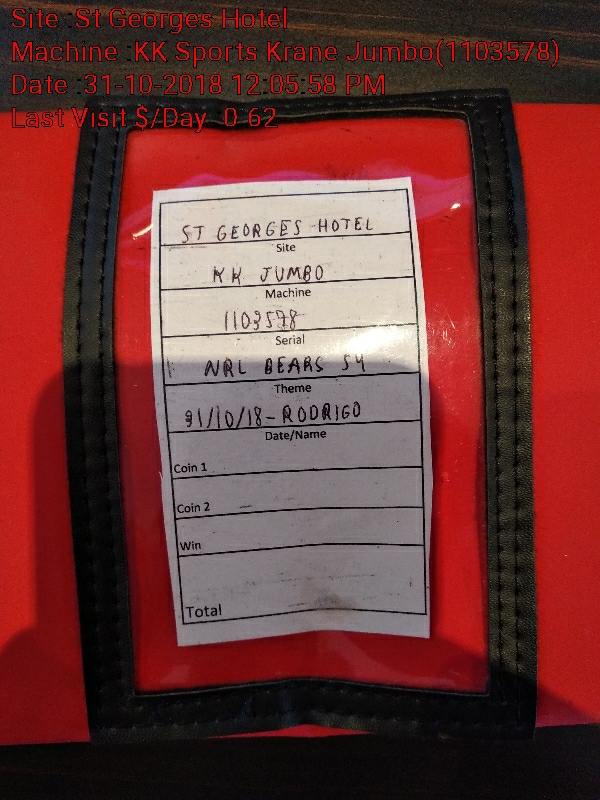 Site :St Georges Hotel
Machine :KK Sports Krane Jumbo(1103578)
Date :31-10-2018 12:05:58 PM
Last Visit $/Day 0.62
ST GEORGES HOTEL
Site
KK JUMBO
Machine
1103578
Serial
NRL BEARS 54
Theme
31/10/18 - RODRIGO
Date/Name
Coin 1
Coin 2
Win
Total